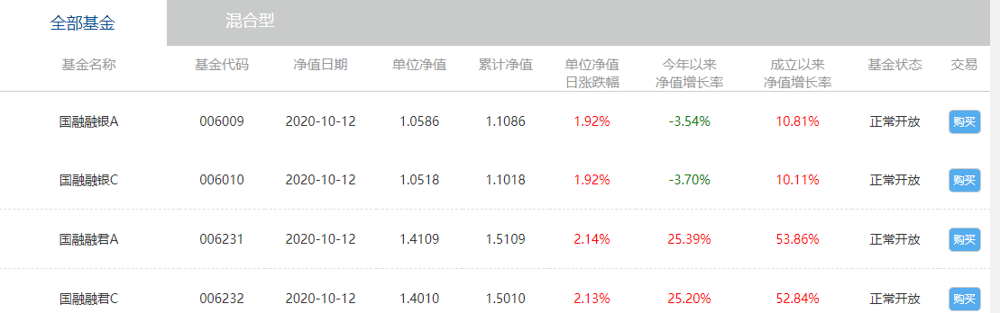 全部基金 混合型
基金名称 基金代码 净值日期 单位净值 累计净值 单位净值 今年以来 成立以来 基金状态 交易
日涨跌幅 净值增长率 净值增长率
国融融银A 006009 2020-10-12 1.0586 1.1086 1.92% -3.54% 10.81% 正常开放 购买
国融融银C 006010 2020-10-12 1.0518 1.1018 1.92% -3.70% 10.11% 正常开放 购买
国融融君A 006231 2020-10-12 1.4109 1.5109 2.14% 25.39% 53.86% 正常开放 购买
国融融君C 006232 2020-10-12 1.4010 1.5010 2.13% 25.20% 52.84% 正常开放 购买